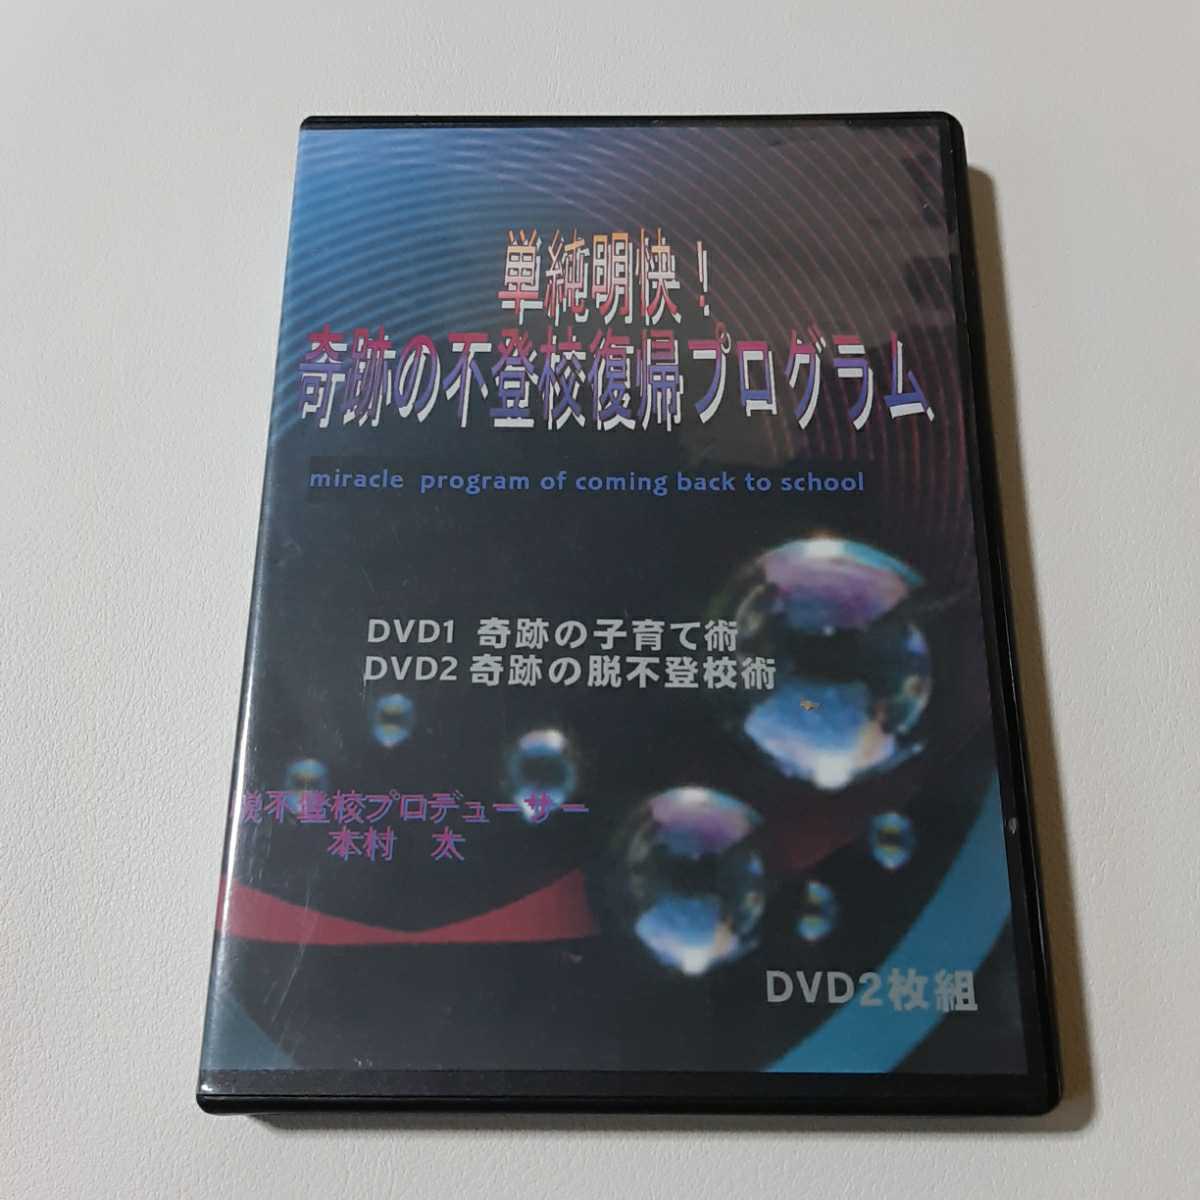 単純明快！
奇跡の不登校復帰プログラム
miracle program of coming back to school
DVD1 奇跡の子育て術
DVD2 奇跡の脱不登校術
脱不登校プロデューサー
本村 太
DVD2枚組